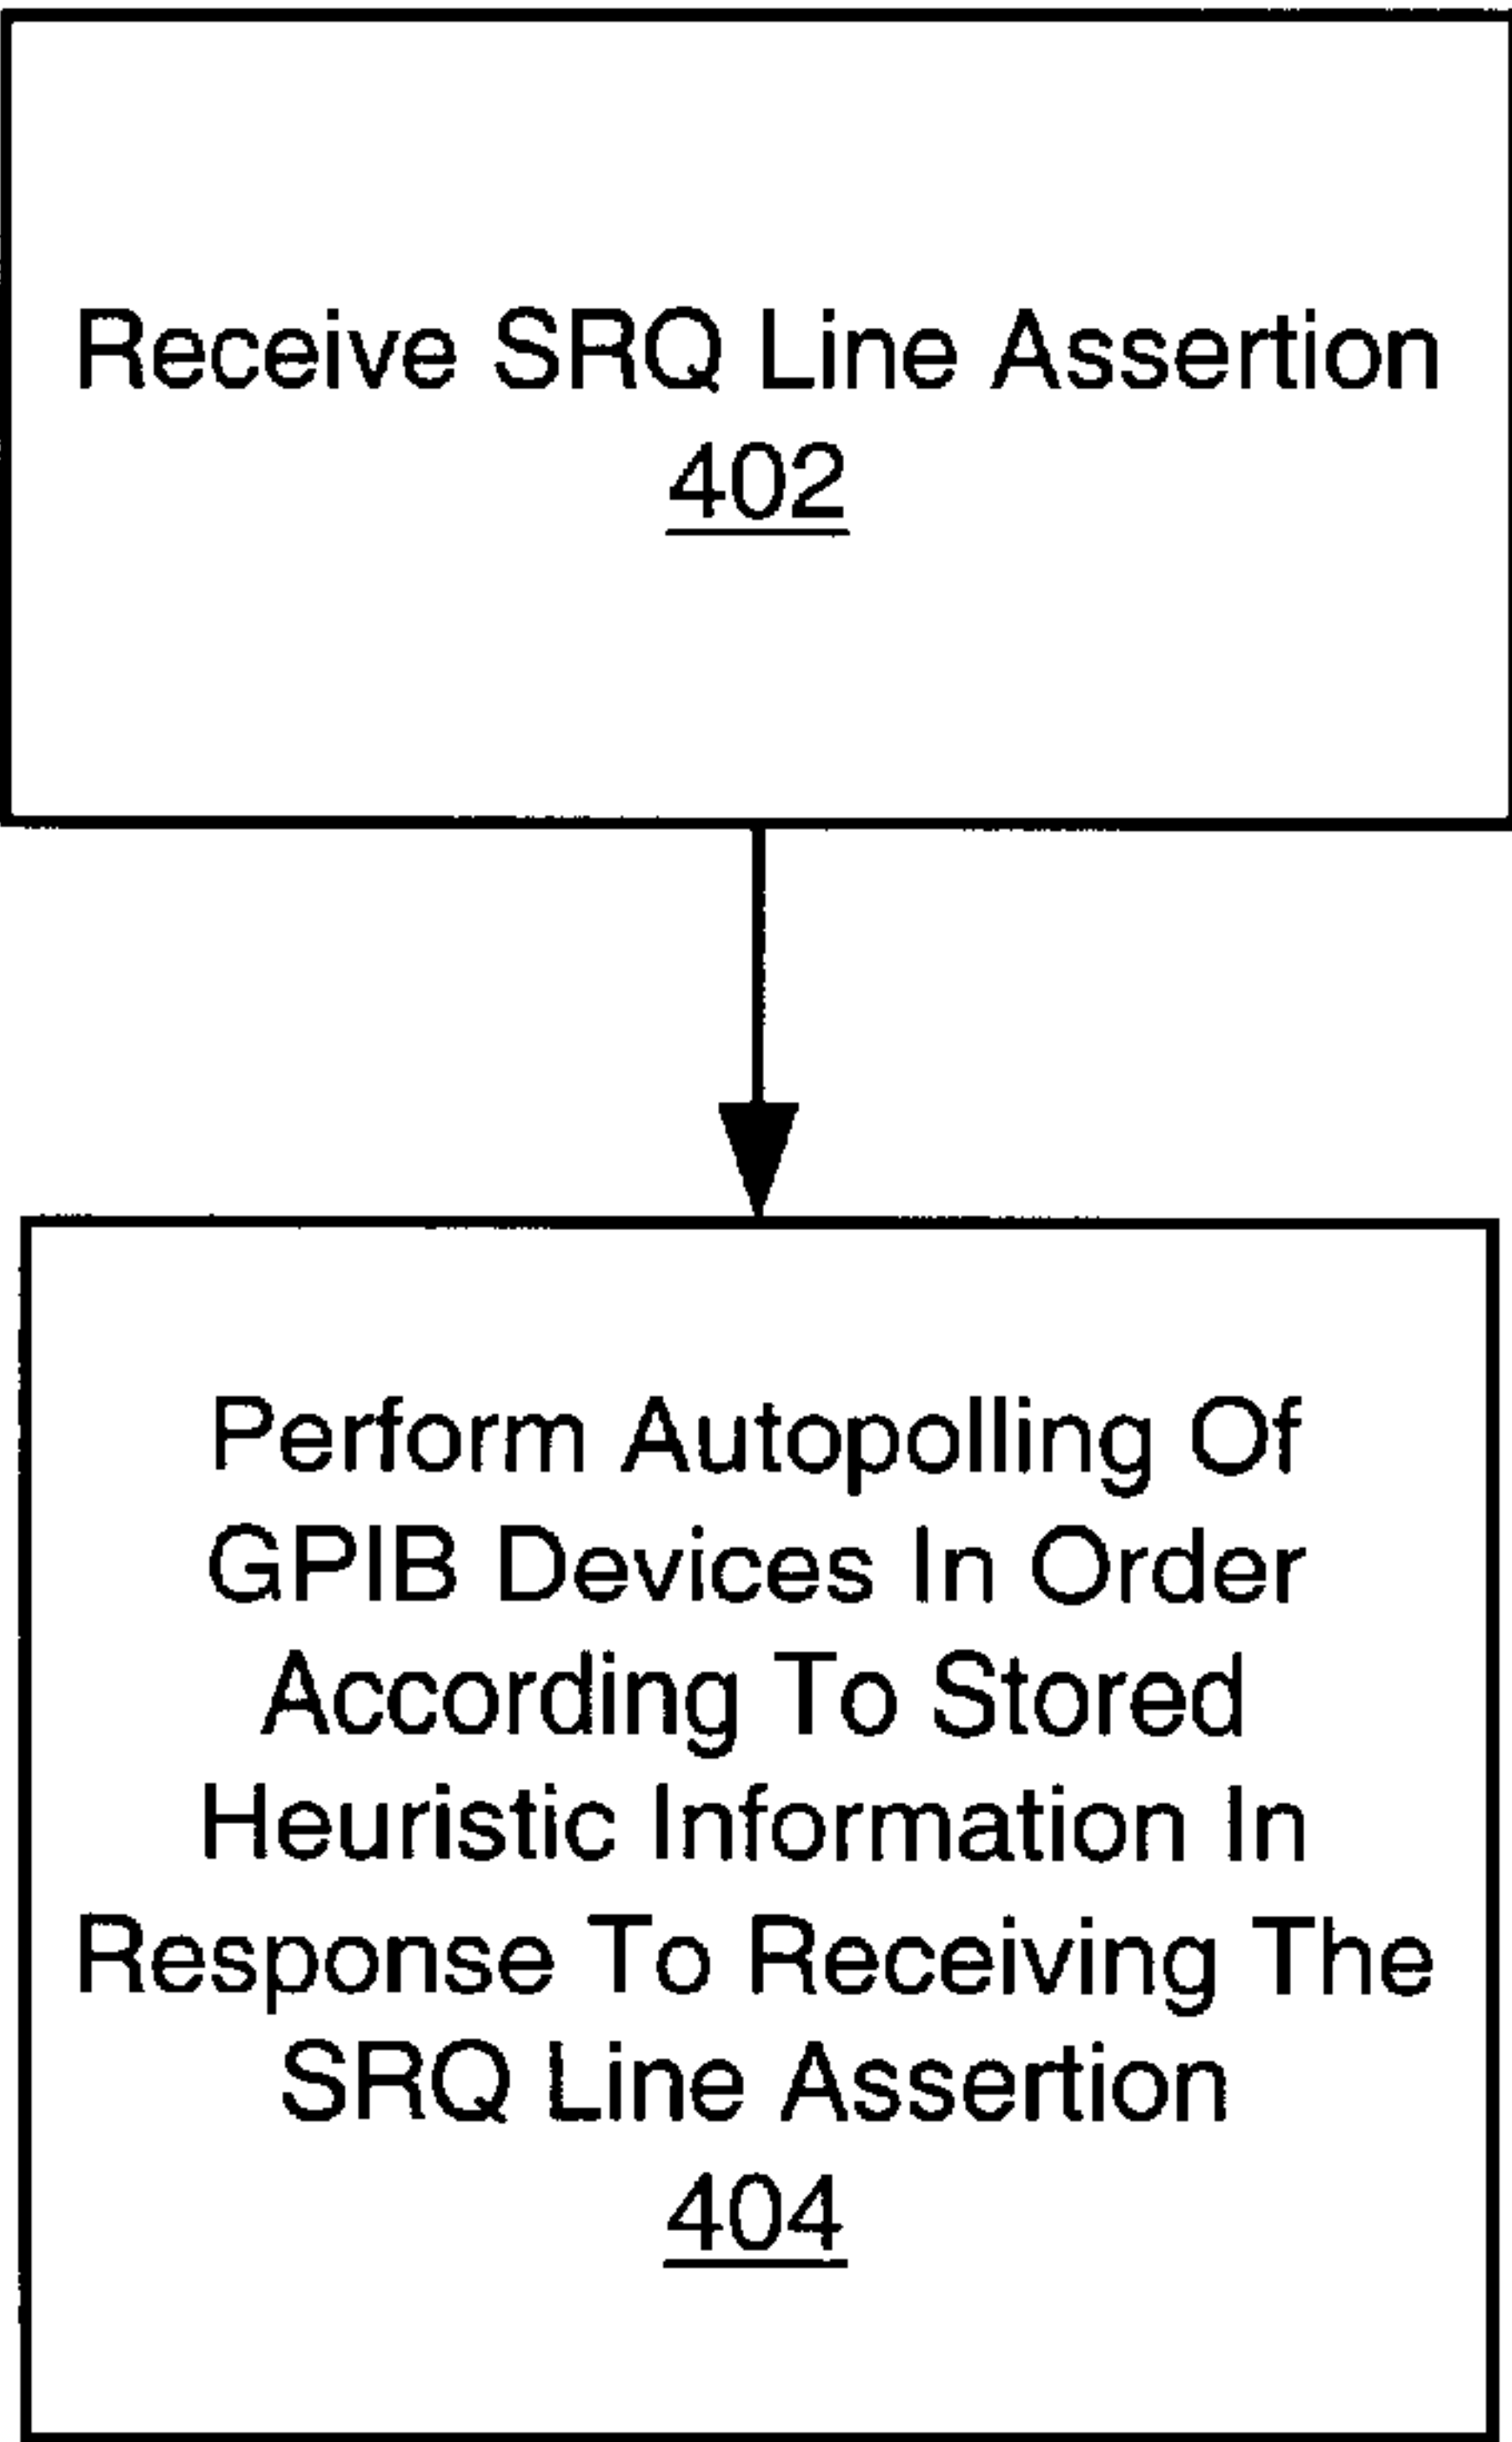 Receive SRQ Line Assertion
402
Perform Autopolling Of
GPIB Devices In Order
According To Stored
Heuristic Information In
Response To Receiving The
SRQ Line Assertion
404